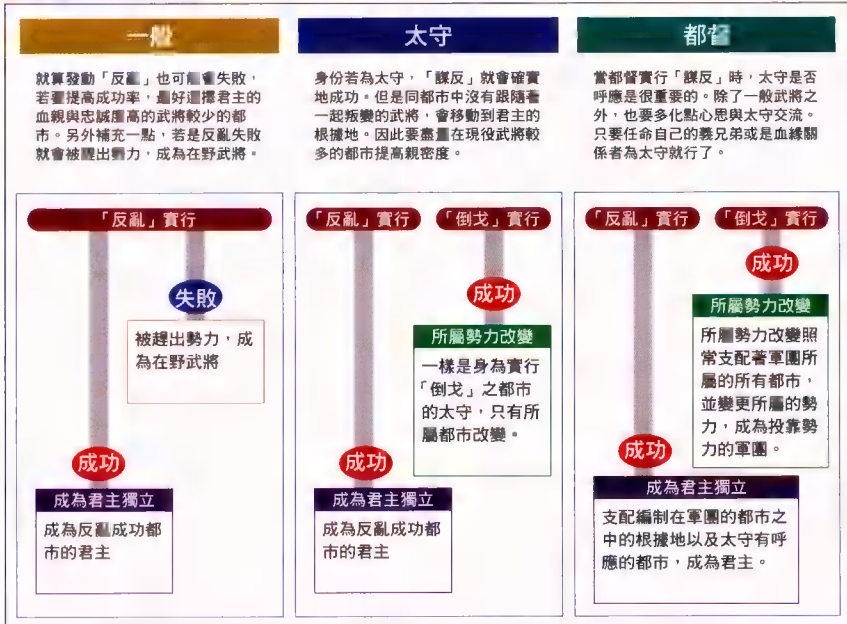 一般
就算發動「反」也可會失敗，
若提高成功率，好選擇君主的
血親與忠誠高的武將較少的都
市。另外補充一點，若是反亂失敗
就會被出勢力，成為在野武將。
「反亂」實行
失敗
被趕出勢力，成
為在野武將
成功
成為君主獨立
成為反成功都
市的君主
太守
身份若為太守，「謀反」就會確實
地成功。但是同都市中沒有跟隨著
一起叛變的武將，會移動到君主的
根據地。因此要盡量在現役武將較
多的都市提高親密度。
「反亂」實行
「倒戈」實行
成功
所屬勢力改變
一樣是身為實行
「倒戈」之都市
的太守，只有所
屬都市改變。
成功
成為君主獨立
成為反亂成功都
市的君主
都督
當都督實行「謀反」時，太守是否
呼應是很重要的。除了一般武將之
外，也要多化點心思與太守交流。
只要任命自己的義兄弟或是血緣關
係者為太守就行了。
「反亂」實行
「倒戈」實行
成功
所屬勢力改變
所勢力改變照
常支配著軍團所
屬的所有都市，
並變更所屬的勢
力，成為投靠勢
力的軍團。
成功
成為君主獨立
支配編制在軍團的都市之
中的根據地以及太守有呼
應的都市，成為君主。